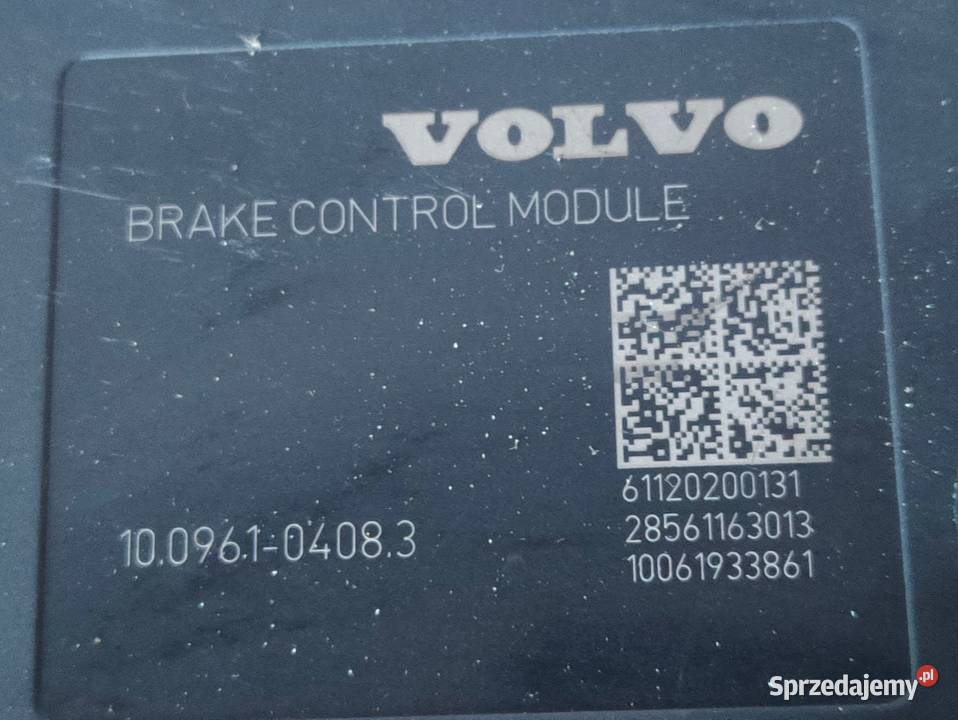 VOLVO
BRAKE CONTROL MODULE
61120200131
28561163013
10.0961-0408.3
10061933861
Sprzedajemy.pl